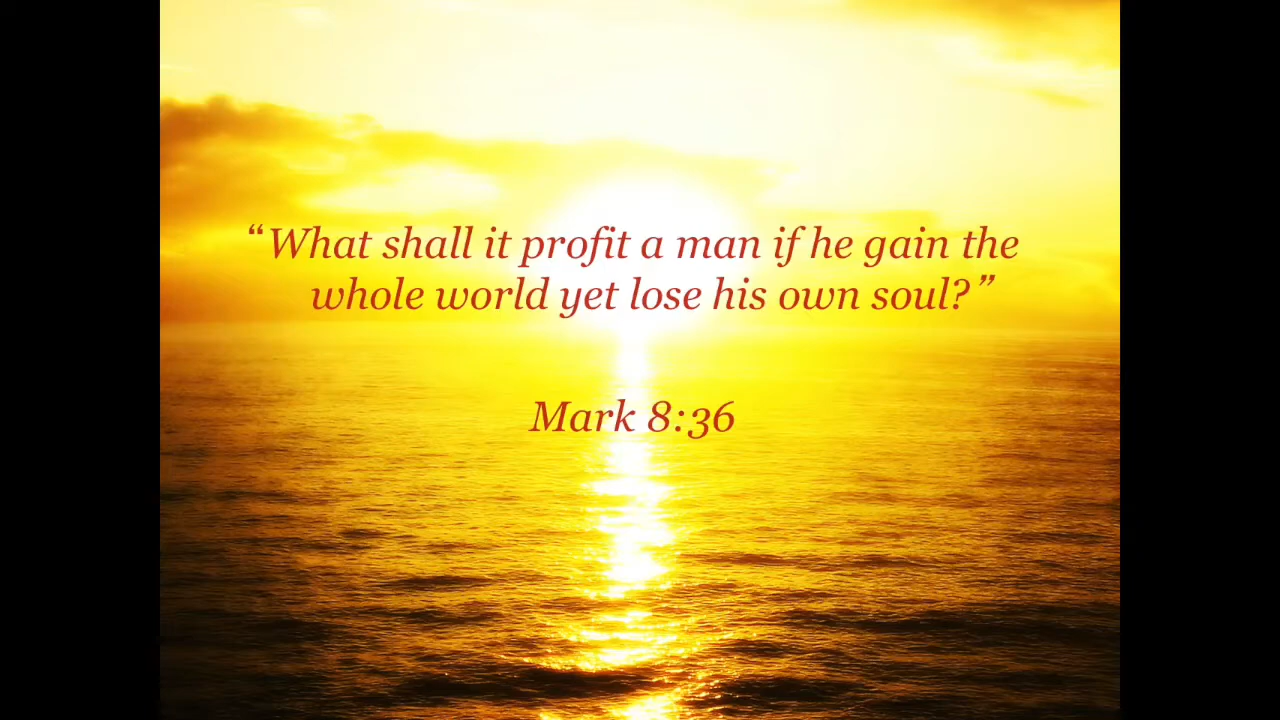 “What shall it profit a man if he gain the
whole world yet lose his own soul?”
Mark 8:36